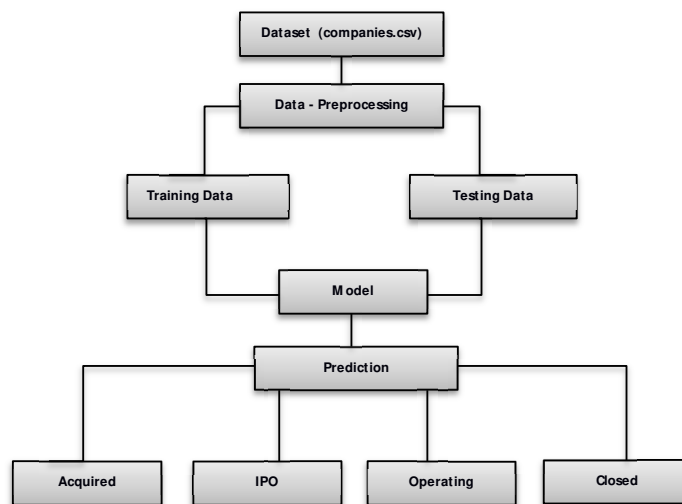 Dataset (companies.csv)
Data - Preprocessing
Training Data
Testing Data
Model
Prediction
Acquired
IPO
Operating
Closed